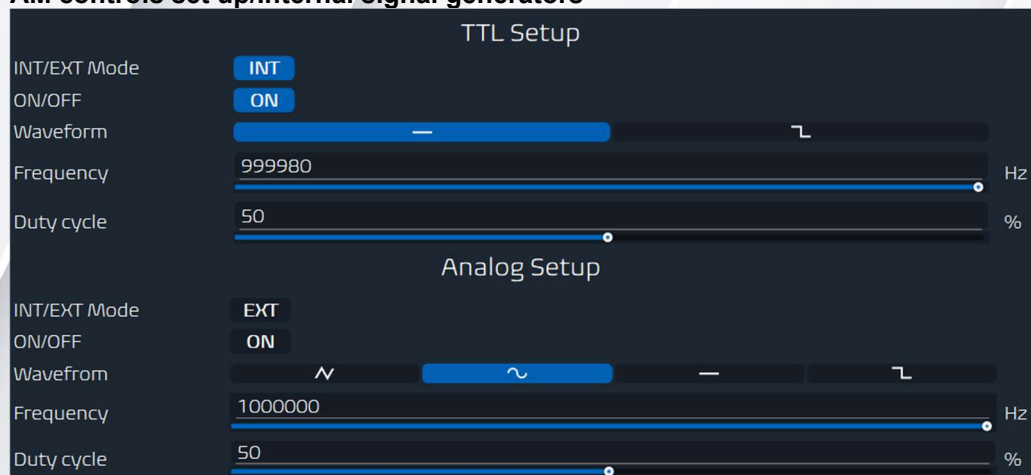 AM controls set up/internal signal generators
TTL Setup
INT/EXT Mode INT
ON/OFF ON
Waveform
Frequency 999980 Hz
Duty cycle 50 %
Analog Setup
INT/EXT Mode EXT
ON/OFF ON
Wavefrom
Frequency 1000000 Hz
Duty cycle 50 %